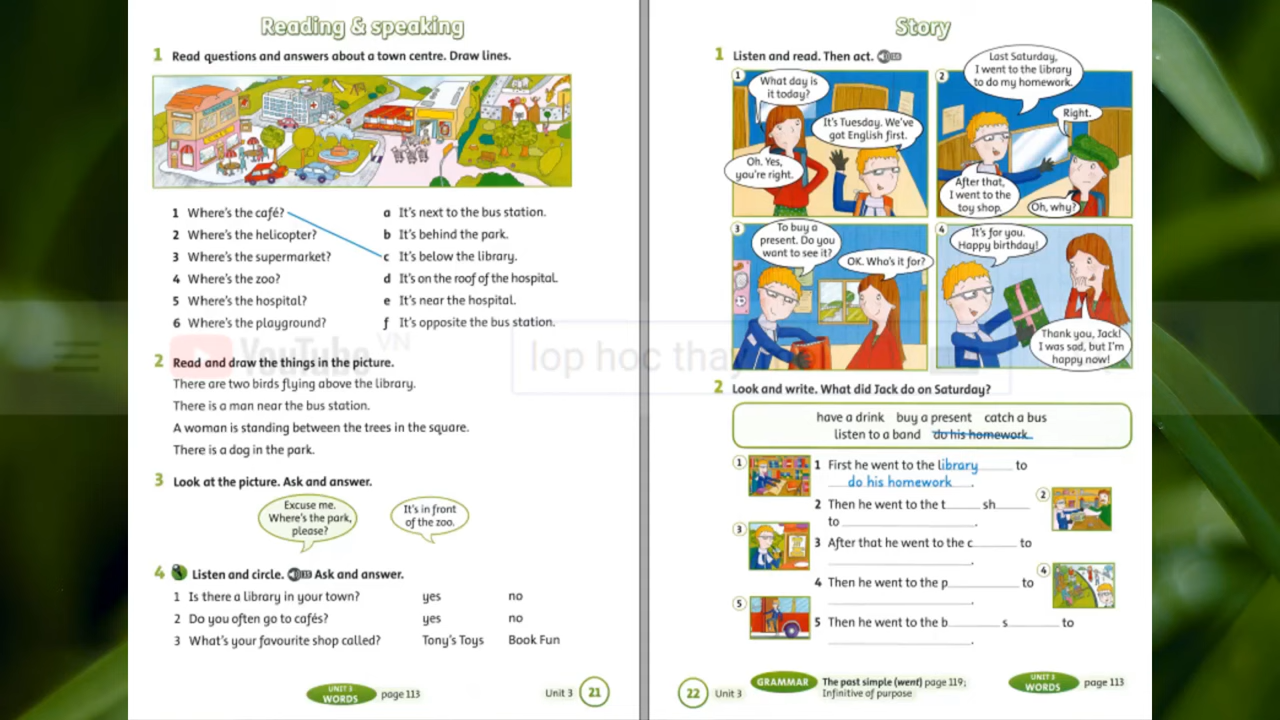 Reading & speaking
1 Read questions and answers about a town centre. Draw lines.
1 Where's the café?
2 Where's the helicopter?
3 Where's the supermarket?
4 Where's the zoo?
5 Where's the hospital?
6 Where's the playground?
a It's next to the bus station.
b It's behind the park.
c It's below the library.
d It's on the roof of the hospital.
e It's near the hospital.
f It's opposite the bus station.
2 Read and draw the things in the picture.
There are two birds flying above the library.
There is a man near the bus station.
A woman is standing between the trees in the square.
There is a dog in the park.
3 Look at the picture. Ask and answer.
Excuse me.
Where's the park,
please?
It's in front
of the zoo.
4 Listen and circle. Ask and answer.
1 Is there a library in your town? yes no
2 Do you often go to cafés? yes no
3 What's your favourite shop called? Tony's Toys Book Fun
UNIT 3
WORDS
page 113
Unit 3 21
YouTube VN
lop hoc thay
Story
1 Listen and read. Then act.
1
What day is
it today?
It's Tuesday. We've
got English first.
Oh. Yes,
you're right.
2
Last Saturday,
I went to the library
to do my homework.
Right.
After that,
I went to the
toy shop.
Oh, why?
3
To buy a
present. Do you
want to see it?
OK. Who's it for?
4
It's for you.
Happy birthday!
Thank you, Jack!
I was sad, but I'm
happy now!
2 Look and write. What did Jack do on Saturday?
have a drink buy a present catch a bus
listen to a band do his homework
1
1 First he went to the library to
do his homework.
2
2 Then he went to the t sh
to .
3
3 After that he went to the c to
.
4
4 Then he went to the p to
.
5
5 Then he went to the b s to
.
22 Unit 3
GRAMMAR
The past simple (went) page 119;
Infinitive of purpose
UNIT 3
WORDS
page 113